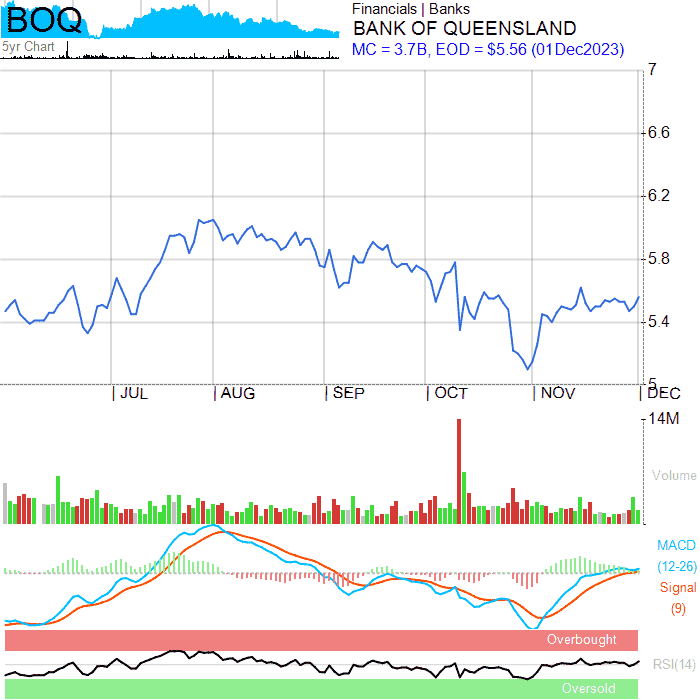 BOQ
5yr Chart
Financials | Banks
BANK OF QUEENSLAND
MC = 3.7B, EOD = $5.56 (01Dec2023)
7
6.6
6.2
5.8
5.4
5
JUL AUG SEP OCT NOV DEC
14M
Volume
MACD
(12-26)
Signal
(9)
Overbought
RSI(14)
Oversold